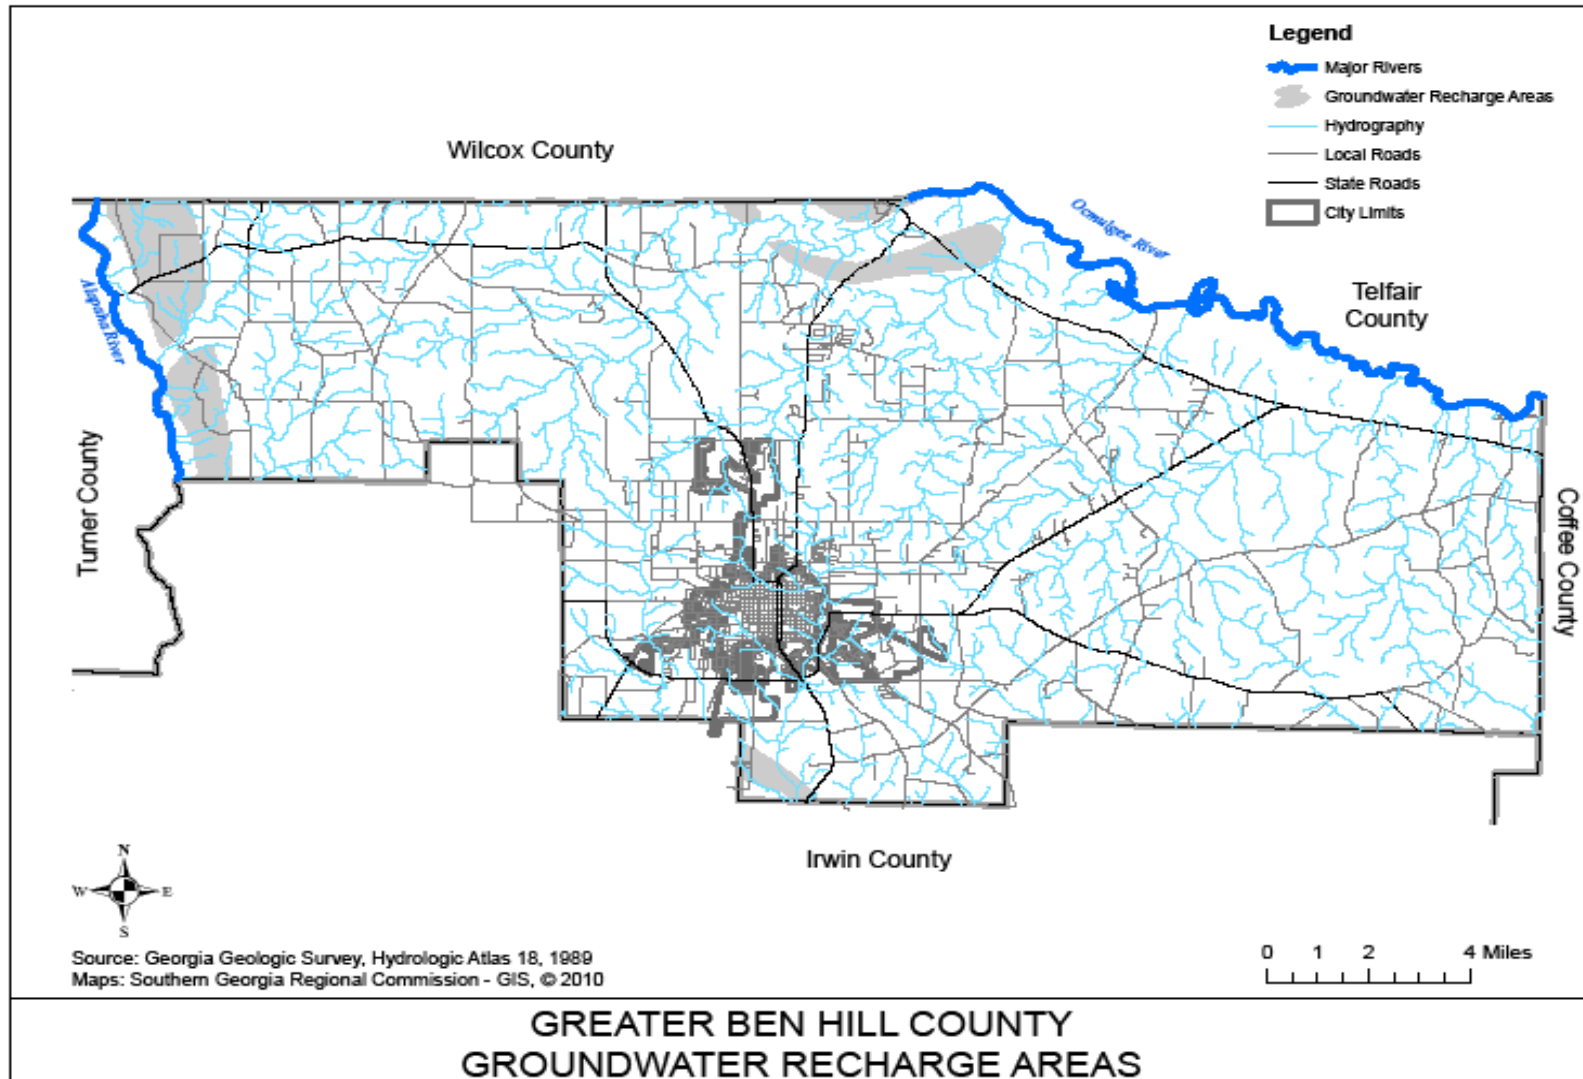 Legend
Major Rivers
Groundwater Recharge Areas
Hydrography
Local Roads
State Roads
City Limits
Wilcox County
Ocmulgee River
Telfair
County
Alapaha River
Turner County
Coffee County
Irwin County
N
W E
S
Source: Georgia Geologic Survey, Hydrologic Atlas 18, 1989
Maps: Southern Georgia Regional Commission - GIS, © 2010
0 1 2 4 Miles
GREATER BEN HILL COUNTY
GROUNDWATER RECHARGE AREAS